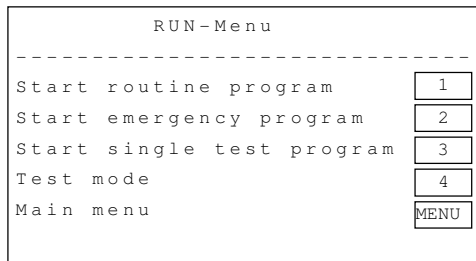 RUN-Menu
------------------------------
Start routine program 1
Start emergency program 2
Start single test program 3
Test mode 4
Main menu MENU